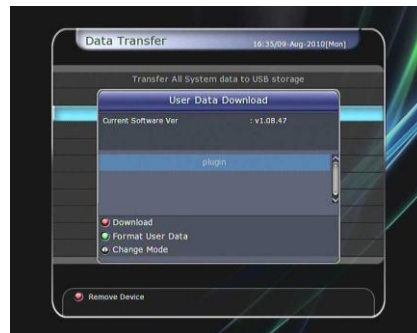 Data Transfer
16:35/09-Aug-2010[Mon]
Transfer All System data to USB storage
User Data Download
Current Software Ver : v1.08.47
plugin
Download
Format User Data
Change Mode
Remove Device